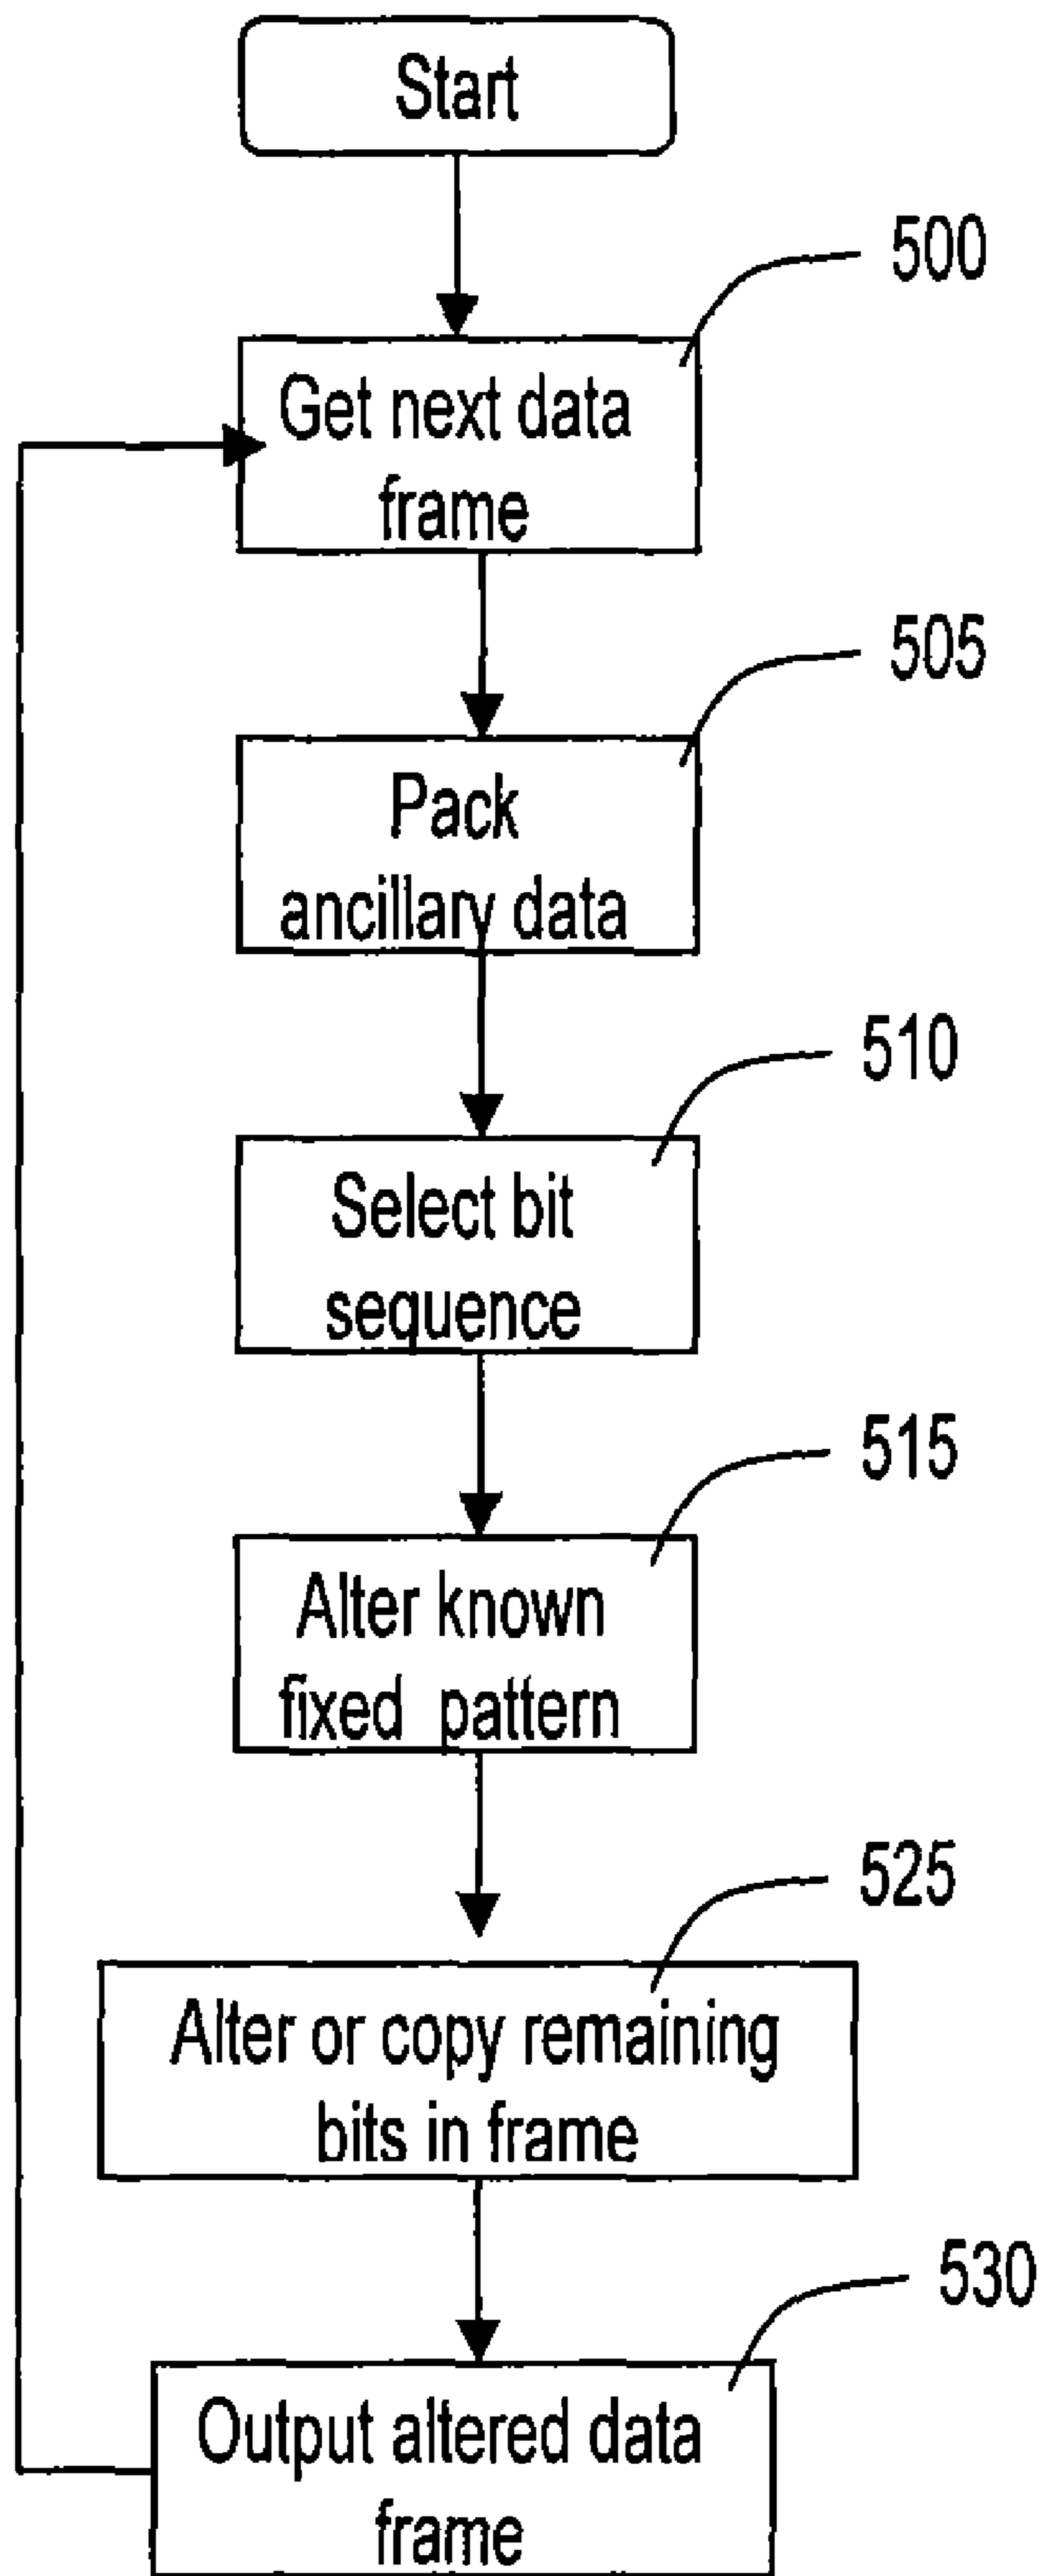 Start
500
Get next data
frame
505
Pack
ancillary data
510
Select bit
sequence
515
Alter known
fixed pattern
525
Alter or copy remaining
bits in frame
530
Output altered data
frame